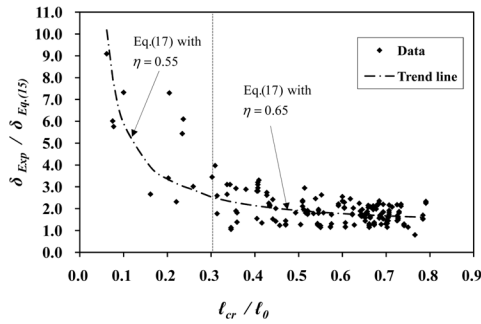 11.0
10.0
9.0
8.0
7.0
6.0
5.0
4.0
3.0
2.0
1.0
0.0
δ Exp / δ Eq.(15)
Eq.(17) with
η = 0.55
Eq.(17) with
η = 0.65
Data
Trend line
0.0 0.1 0.2 0.3 0.4 0.5 0.6 0.7 0.8 0.9
ℓcr / ℓ0